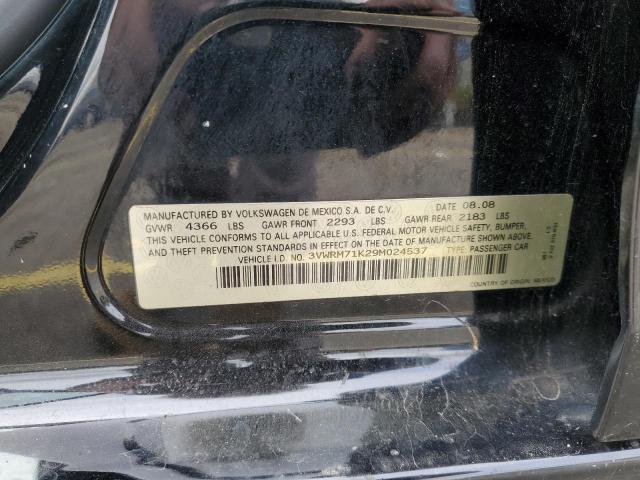 MANUFACTURED BY VOLKSWAGEN DE MEXICO S.A. DE C.V. DATE 08.08
GVWR 4366 LBS GAWR FRONT 2293 LBS GAWR REAR 2183 LBS
THIS VEHICLE CONFORMS TO ALL APPLICABLE U.S. FEDERAL MOTOR VEHICLE SAFETY, BUMPER,
AND THEFT PREVENTION STANDARDS IN EFFECT ON THE DATE OF MANUFACTURE SHOWN ABOVE.
VEHICLE I.D. NO. 3VWRM71K29M024537 TYPE: PASSENGER CAR
COUNTRY OF ORIGIN: MEXICO